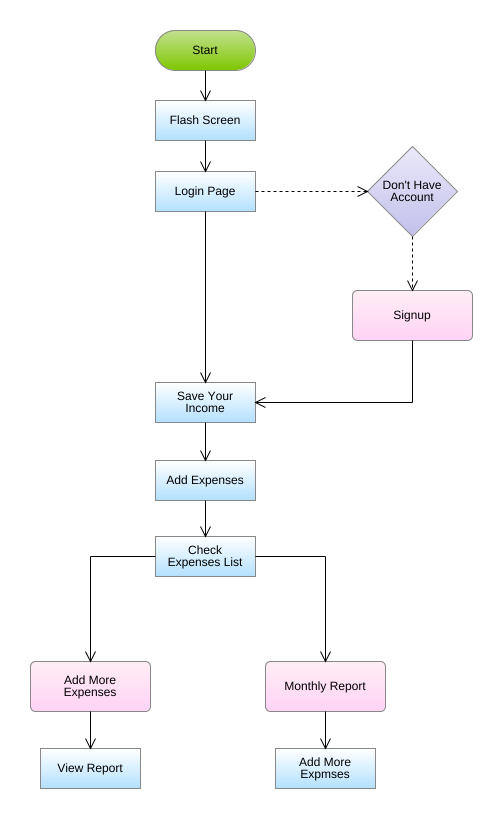 Start
Flash Screen
Login Page
Don't Have
Account
Signup
Save Your
Income
Add Expenses
Check
Expenses List
Add More
Expenses
Monthly Report
View Report
Add More
Expmses